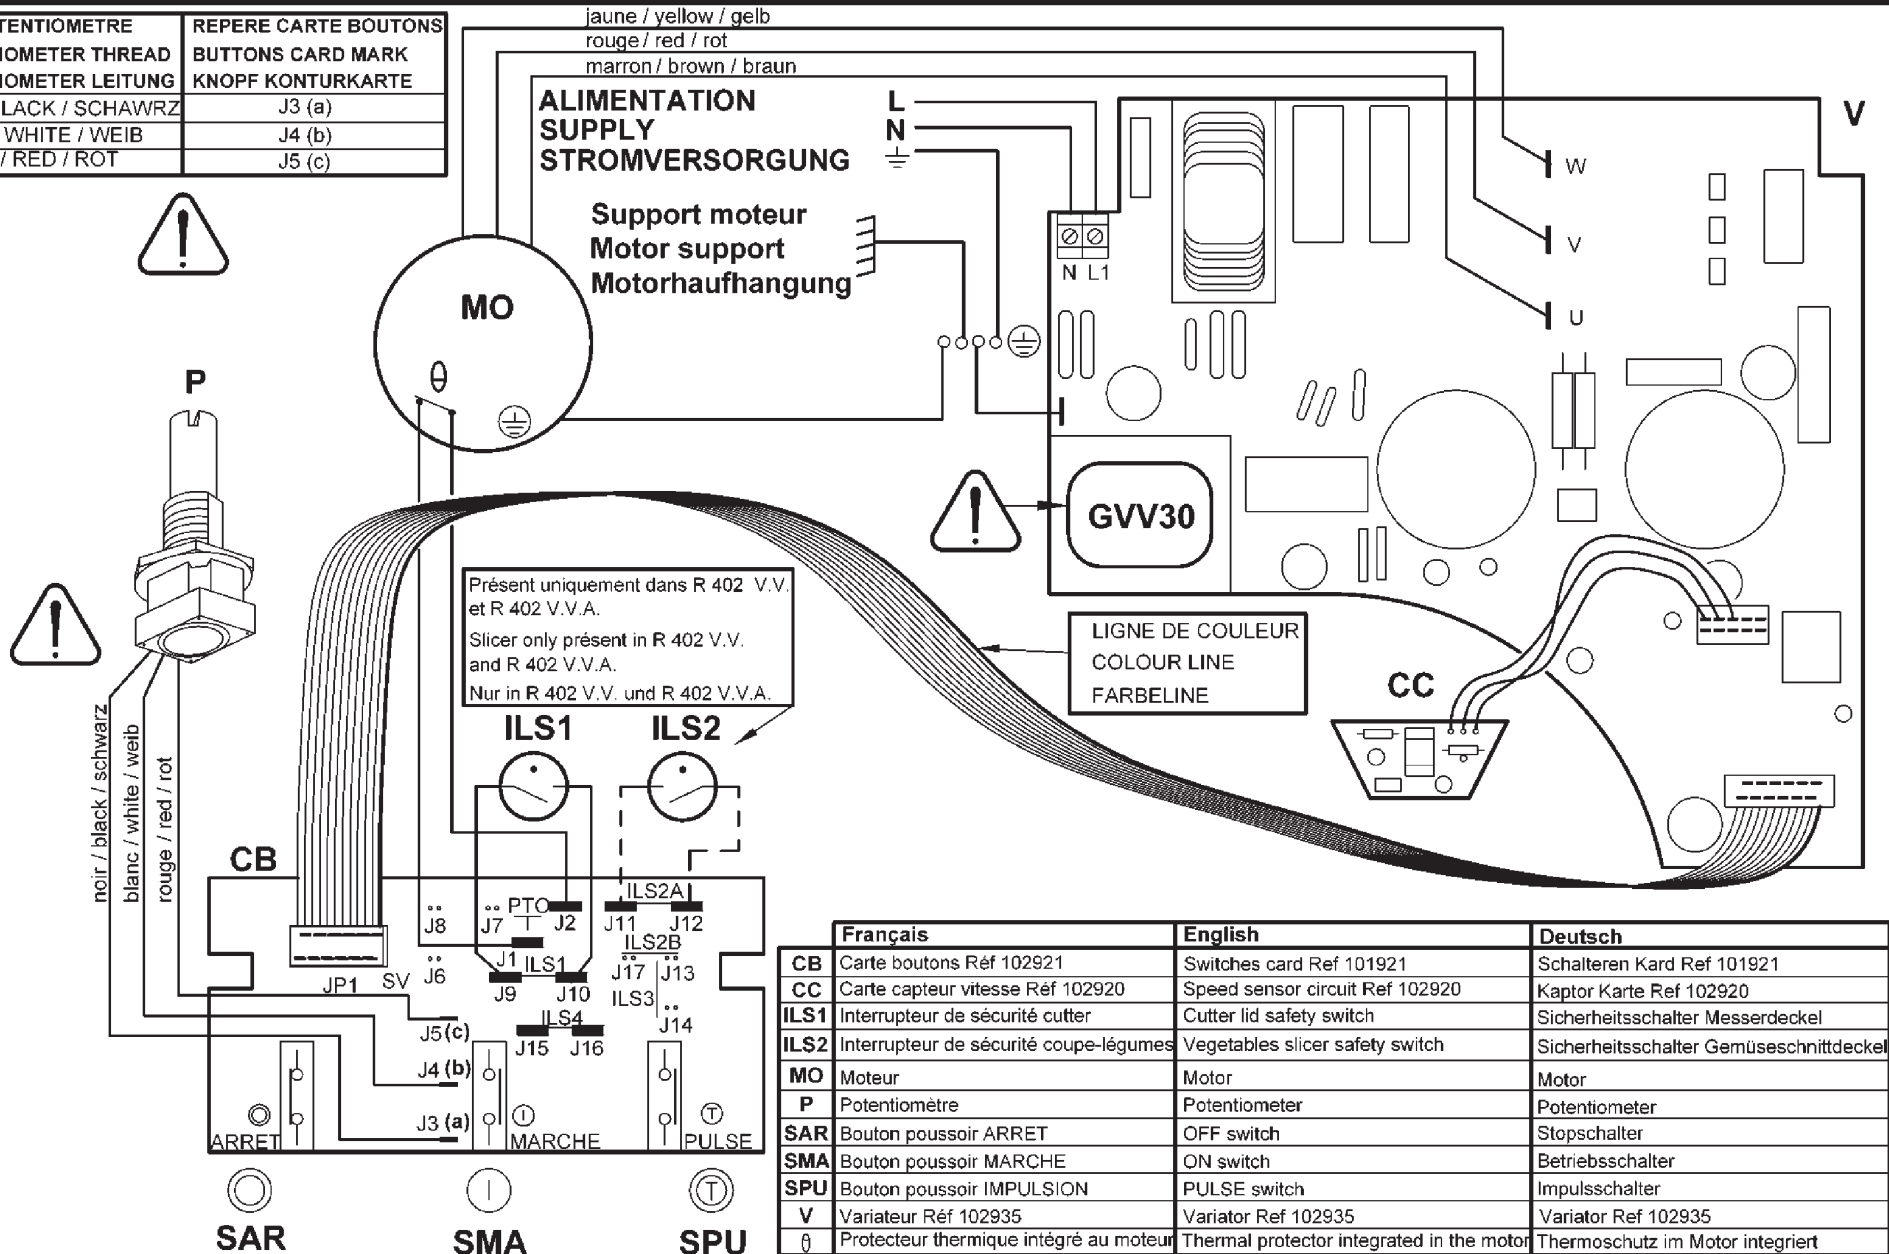 TENTIOMETRE REPERE CARTE BOUTONS
IOMETER THREAD BUTTONS CARD MARK
IOMETER LEITUNG KNOPF KONTURKARTE
LACK / SCHAWRZ J3 (a)
WHITE / WEIB J4 (b)
/ RED / ROT J5 (c)
jaune / yellow / gelb
rouge / red / rot
marron / brown / braun
ALIMENTATION L
SUPPLY N
STROMVERSORGUNG
Support moteur
Motor support
Motorhaufhangung
V
W
V
U
N L1
MO
θ
P
GVV30
Présent uniquement dans R 402 V.V.
et R 402 V.V.A.
Slicer only présent in R 402 V.V.
and R 402 V.V.A.
Nur in R 402 V.V. und R 402 V.V.A.
LIGNE DE COULEUR
COLOUR LINE
FARBELINE
CC
ILS1 ILS2
noir / black / schwarz
blanc / white / weib
rouge / red / rot
CB
ILS2A
J8 J7 PTO J2 J11 J12
ILS2B
J1 ILS1 J17 J13
JP1 SV J6 J9 J10 ILS3
ILS4 J14
J5 (c) J15 J16
J4 (b)
J3 (a)
I T
ARRET MARCHE PULSE
I T
SAR SMA SPU
Français English Deutsch
CB Carte boutons Réf 102921 Switches card Ref 101921 Schalteren Kard Ref 101921
CC Carte capteur vitesse Réf 102920 Speed sensor circuit Ref 102920 Kaptor Karte Ref 102920
ILS1 Interrupteur de sécurité cutter Cutter lid safety switch Sicherheitsschalter Messerdeckel
ILS2 Interrupteur de sécurité coupe-légumes Vegetables slicer safety switch Sicherheitsschalter Gemüseschnittdeckel
MO Moteur Motor Motor
P Potentiomètre Potentiometer Potentiometer
SAR Bouton poussoir ARRET OFF switch Stopschalter
SMA Bouton poussoir MARCHE ON switch Betriebsschalter
SPU Bouton poussoir IMPULSION PULSE switch Impulsschalter
V Variateur Réf 102935 Variator Ref 102935 Variator Ref 102935
θ Protecteur thermique intégré au moteur Thermal protector integrated in the motor Thermoschutz im Motor integriert